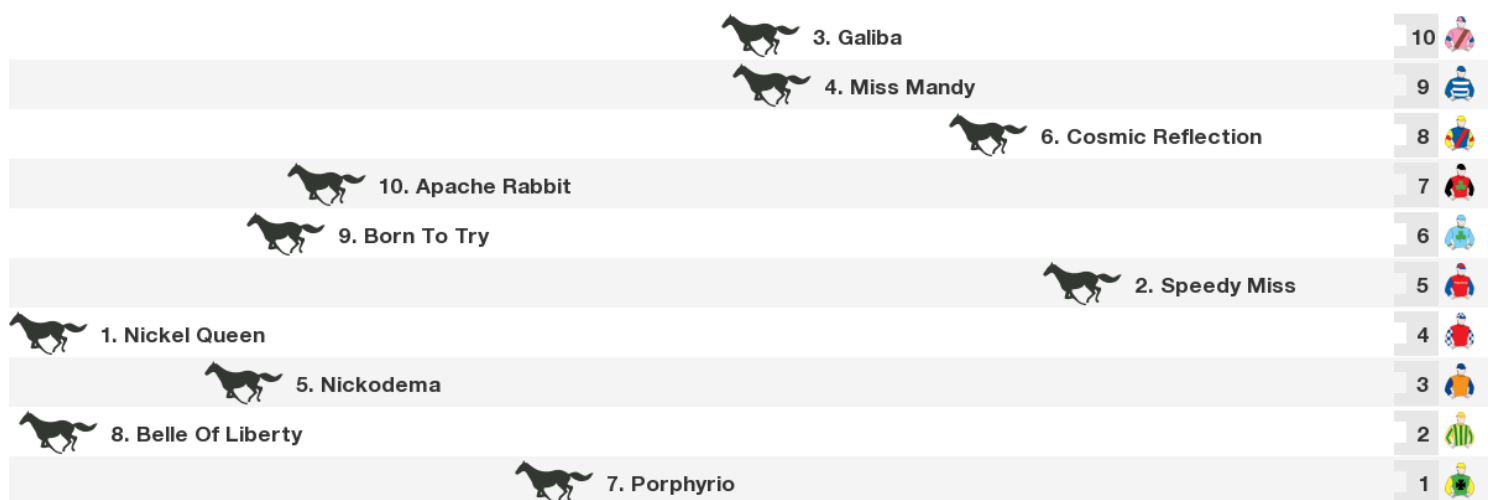 3. Galiba 10
4. Miss Mandy 9
6. Cosmic Reflection 8
10. Apache Rabbit 7
9. Born To Try 6
2. Speedy Miss 5
1. Nickel Queen 4
5. Nickodema 3
8. Belle Of Liberty 2
7. Porphyrio 1